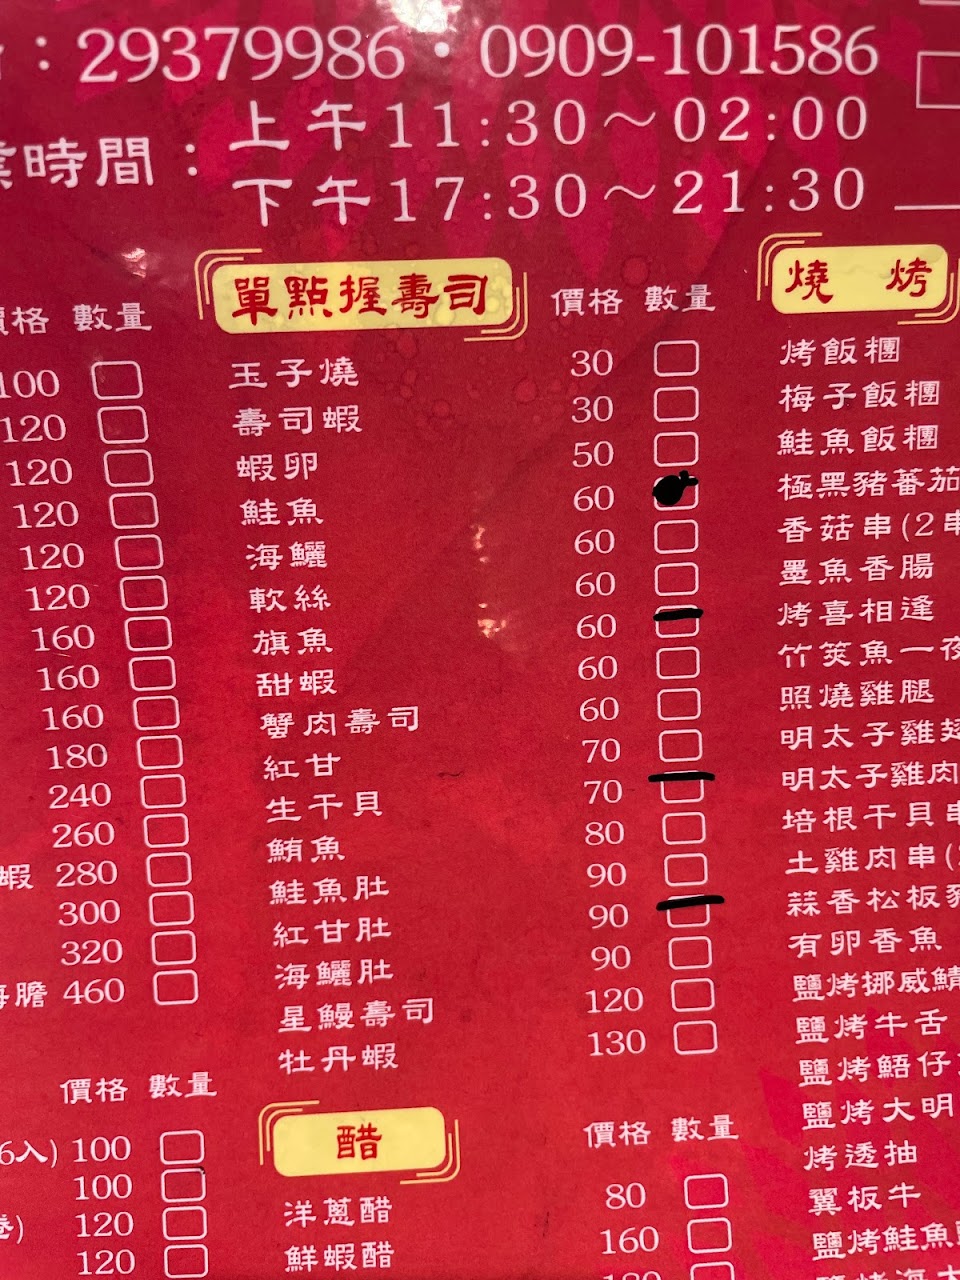 ：29379986・0909-101586
業時間：上午11:30～02:00
下午17:30～21:30
價格 數量
100
120
120
120
120
120
160
160
160
180
240
260
蝦 280
300
320
海膽 460
價格 數量
6入) 100
100
卷) 120
120
單點握壽司 價格 數量
玉子燒 30
壽司蝦 30
蝦卵 50
鮭魚 60
海鱺 60
軟絲 60
旗魚 60
甜蝦 60
蟹肉壽司 60
紅甘 70
生干貝 70
鮪魚 80
鮭魚肚 90
紅甘肚 90
海鱺肚 90
星鰻壽司 120
牡丹蝦 130
醋 價格 數量
洋蔥醋 80
鮮蝦醋 160
180
燒 烤
烤飯糰
梅子飯糰
鮭魚飯糰
極黑豬蕃茄
香菇串(2串
墨魚香腸
烤喜相逢
竹筴魚一夜
照燒雞腿
明太子雞翅
明太子雞肉
培根干貝串
土雞肉串(
蒜香松板豬
有卵香魚
鹽烤挪威鯖
鹽烤牛舌
鹽烤䱀仔
鹽烤大明
烤透抽
翼板牛
鹽烤鮭魚